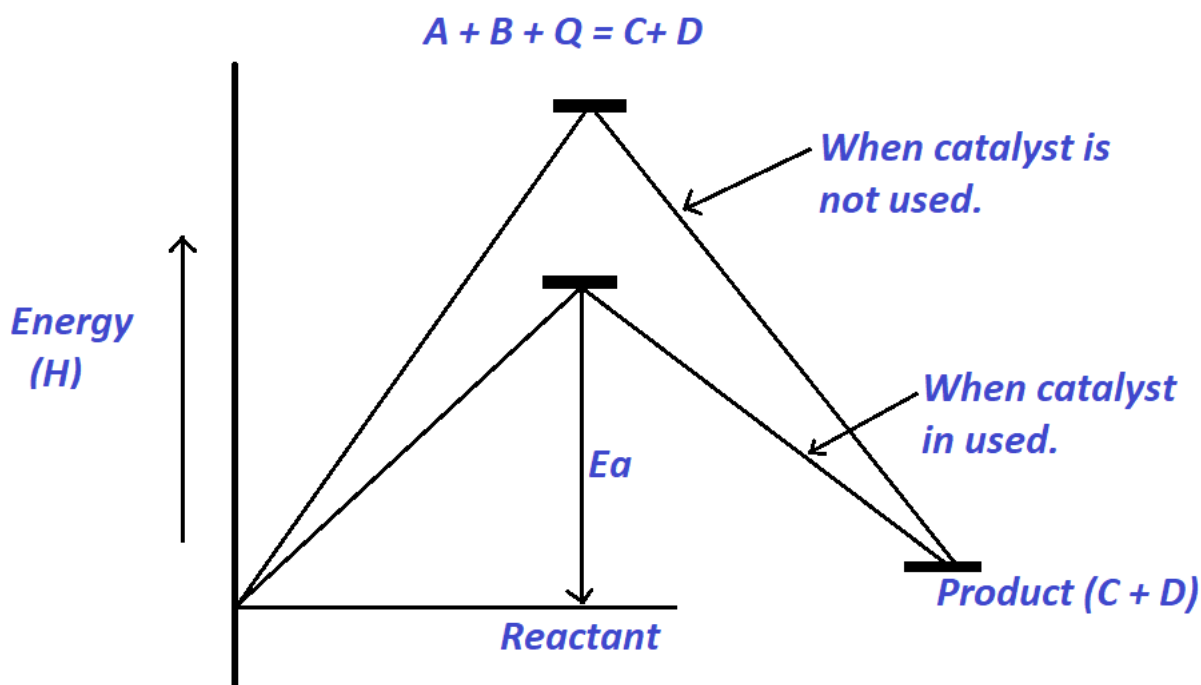 A + B + Q = C+ D
When catalyst is
not used.
Energy
(H)
When catalyst
in used.
Ea
Product (C + D)
Reactant